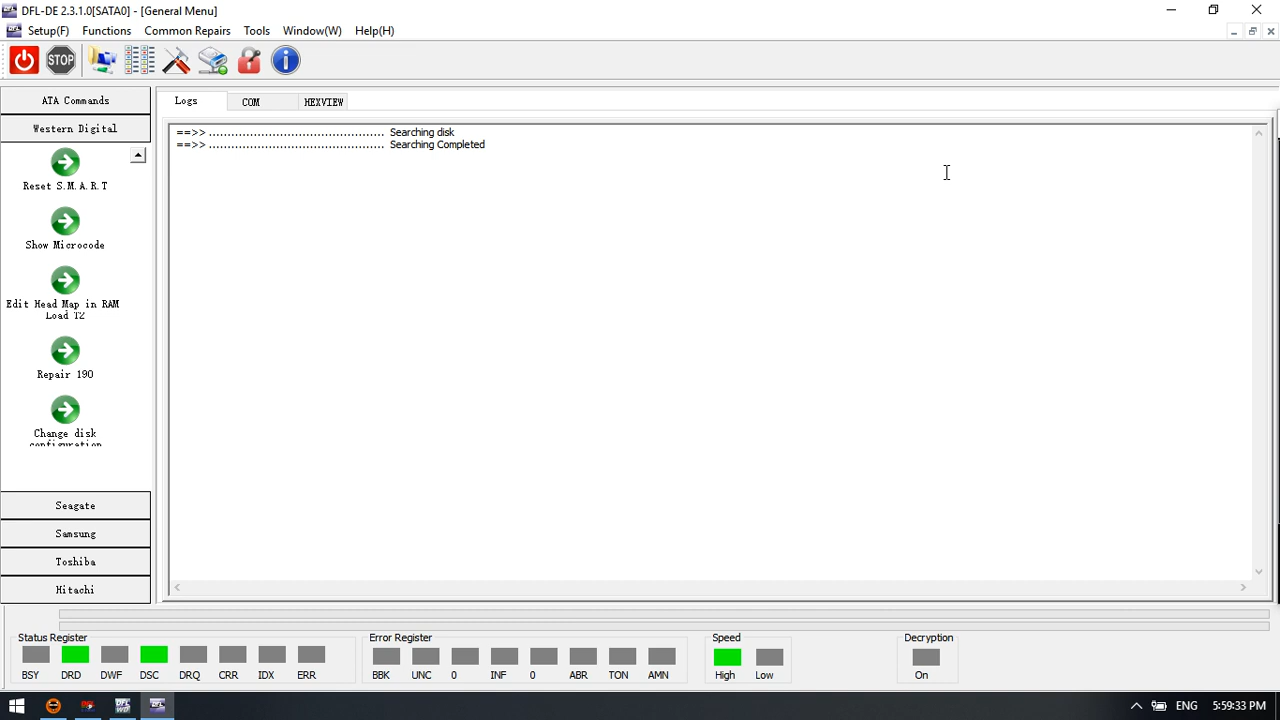 DFL-DE 2.3.1.0[SATA0] - [General Menu]
Setup(F) Functions Common Repairs Tools Window(W) Help(H)
STOP
ATA Commands
Western Digital
Reset S.M.A.R.T
Show Microcode
Edit Head Map in RAM
Load T2
Repair 190
Change disk
configuration
Seagate
Samsung
Toshiba
Hitachi
Logs COM HEXVIEW
==>> ............................................... Searching disk
==>> ............................................... Searching Completed
Status Register
BSY DRD DWF DSC DRQ CRR IDX ERR
Error Register
BBK UNC 0 INF 0 ABR TON AMN
Speed
High Low
Decryption
On
ENG 5:59:33 PM